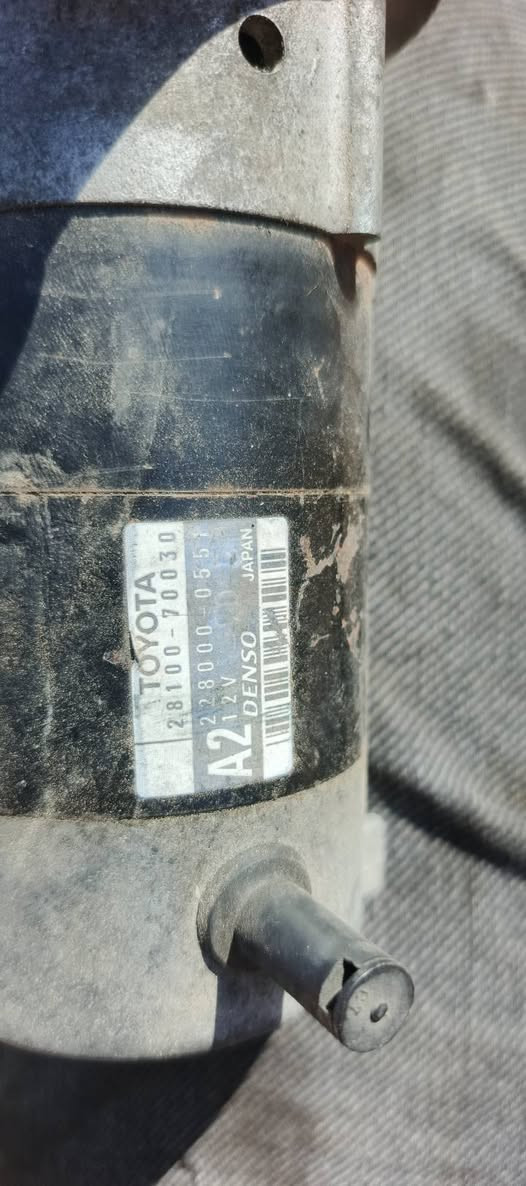 TOYOTA
28100-70030
228000-055
12V
A2
DENSO JAPAN